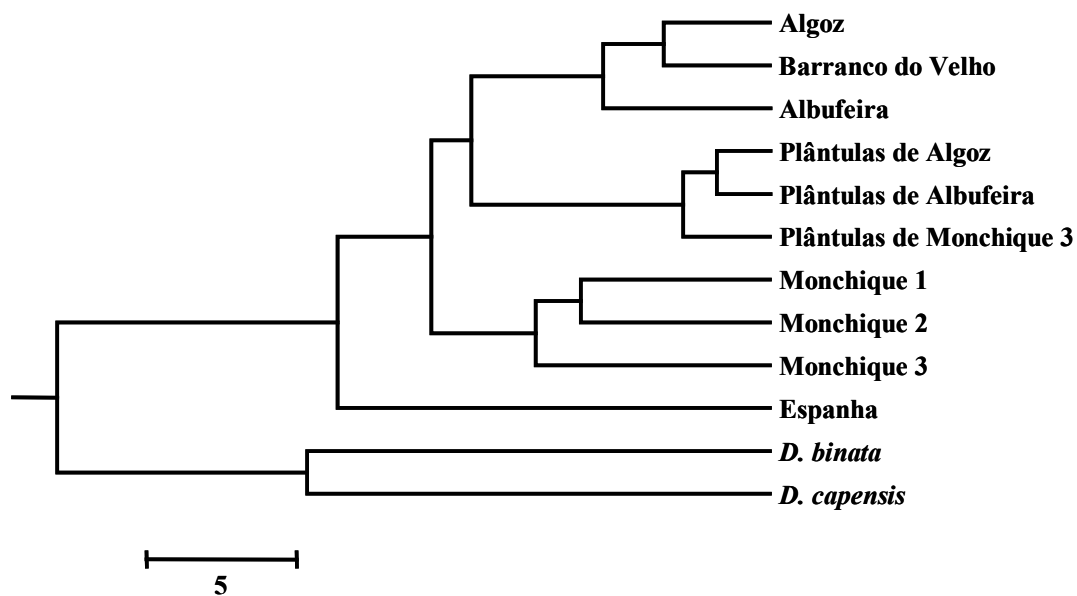 Algoz
Barranco do Velho
Albufeira
Plântulas de Algoz
Plântulas de Albufeira
Plântulas de Monchique 3
Monchique 1
Monchique 2
Monchique 3
Espanha
D. binata
D. capensis
5